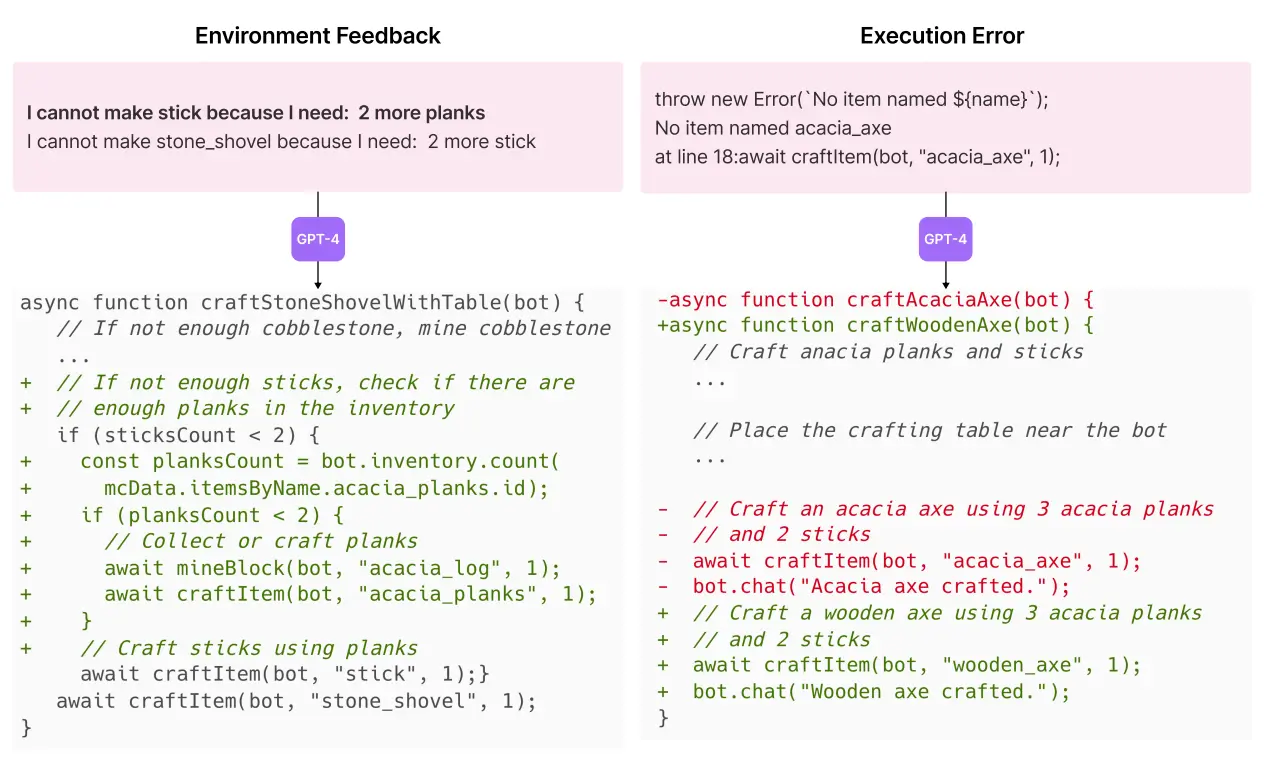 Environment Feedback
I cannot make stick because I need:  2 more planks
I cannot make stone_shovel because I need:  2 more stick
GPT-4
async function craftStoneShovelWithTable(bot) {
   // If not enough cobblestone, mine cobblestone
   ...
+  // If not enough sticks, check if there are
+  // enough planks in the inventory
   if (sticksCount < 2) {
+    const planksCount = bot.inventory.count(
+      mcData.itemsByName.acacia_planks.id);
+    if (planksCount < 2) {
+      // Collect or craft planks
+      await mineBlock(bot, "acacia_log", 1);
+      await craftItem(bot, "acacia_planks", 1);
+    }
+    // Craft sticks using planks
     await craftItem(bot, "stick", 1);}
   await craftItem(bot, "stone_shovel", 1);
}
Execution Error
throw new Error(`No item named ${name}`);
No item named acacia_axe
at line 18:await craftItem(bot, "acacia_axe", 1);
GPT-4
-async function craftAcaciaAxe(bot) {
+async function craftWoodenAxe(bot) {
   // Craft anacia planks and sticks
   ...
   // Place the crafting table near the bot
   ...
-  // Craft an acacia axe using 3 acacia planks
-  // and 2 sticks
-  await craftItem(bot, "acacia_axe", 1);
-  bot.chat("Acacia axe crafted.");
+  // Craft a wooden axe using 3 acacia planks
+  // and 2 sticks
+  await craftItem(bot, "wooden_axe", 1);
+  bot.chat("Wooden axe crafted.");
}